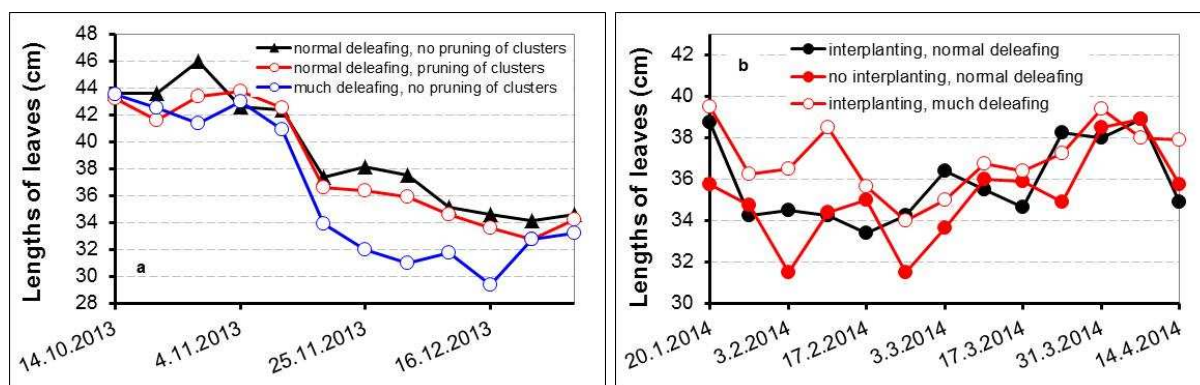 Lengths of leaves (cm)
48
46
44
42
40
38
36
34
32
30
28
normal deleafing, no pruning of clusters
normal deleafing, pruning of clusters
much deleafing, no pruning of clusters
a
14.10.2013
4.11.2013
25.11.2013
16.12.2013
Lengths of leaves (cm)
42
40
38
36
34
32
30
b
interplanting, normal deleafing
no interplanting, normal deleafing
interplanting, much deleafing
20.1.2014
3.2.2014
17.2.2014
3.3.2014
17.3.2014
31.3.2014
14.4.2014